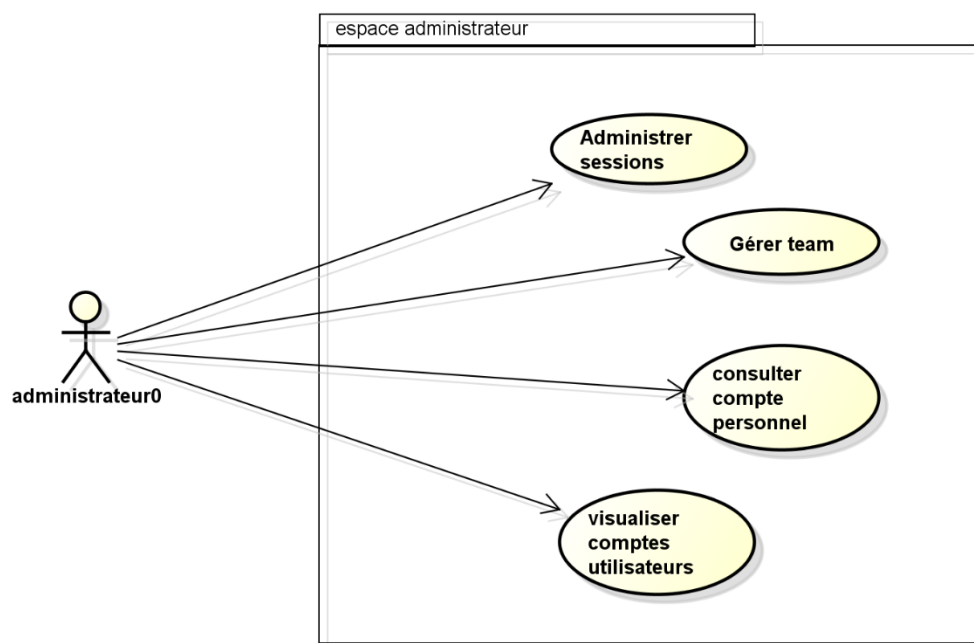 espace administrateur
Administrer
sessions
Gérer team
administrateur0
consulter
compte
personnel
visualiser
comptes
utilisateurs